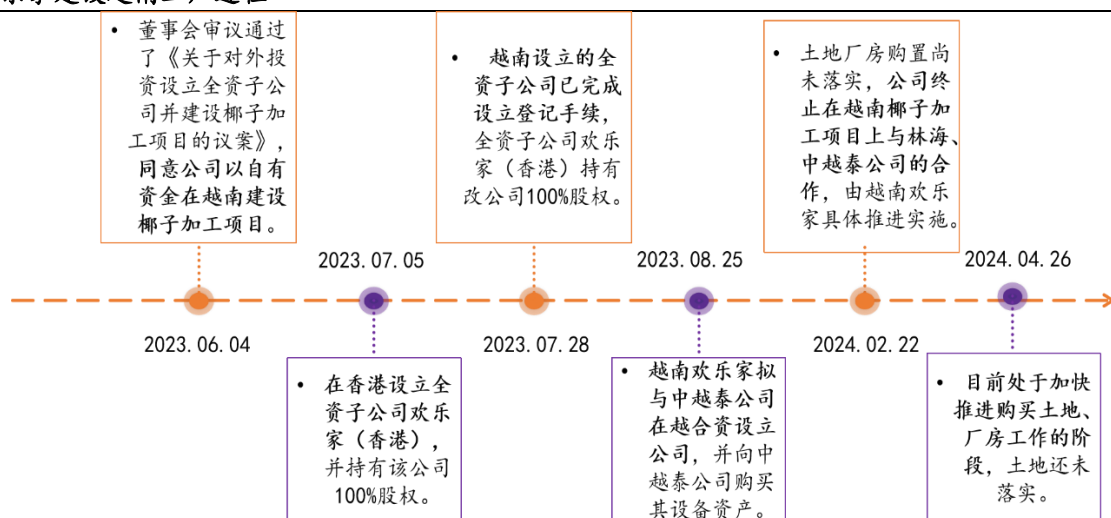 • 董事会审议通过
了《关于对外投
资设立全资子公
司并建设椰子加
工项目的议案》,
同意公司以自有
资金在越南建设
椰子加工项目。
2023.06.04
2023.07.05
• 在香港设立全
资子公司欢乐
家（香港），
并持有该公司
100%股权。
• 越南设立的全
资子公司已完成
设立登记手续，
全资子公司欢乐
家（香港）持有
改公司100%股权。
2023.07.28
2023.08.25
• 越南欢乐家拟
与中越泰公司
在越合资设立
公司，并向中
越泰公司购买
其设备资产。
• 土地厂房购置尚
未落实，公司终
止在越南椰子加
工项目上与林海、
中越泰公司的合
作，由越南欢乐
家具体推进实施。
2024.02.22
2024.04.26
• 目前处于加快
推进购买土地、
厂房工作的阶
段，土地还未
落实。